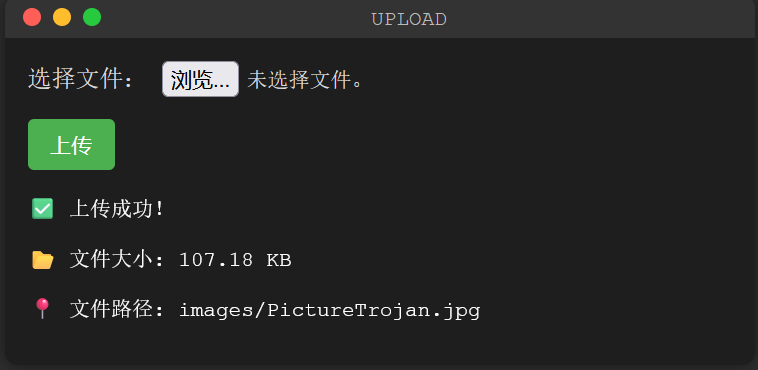 UPLOAD
选择文件： 浏览... 未选择文件。
上传
上传成功！
文件大小：107.18 KB
文件路径：images/PictureTrojan.jpg